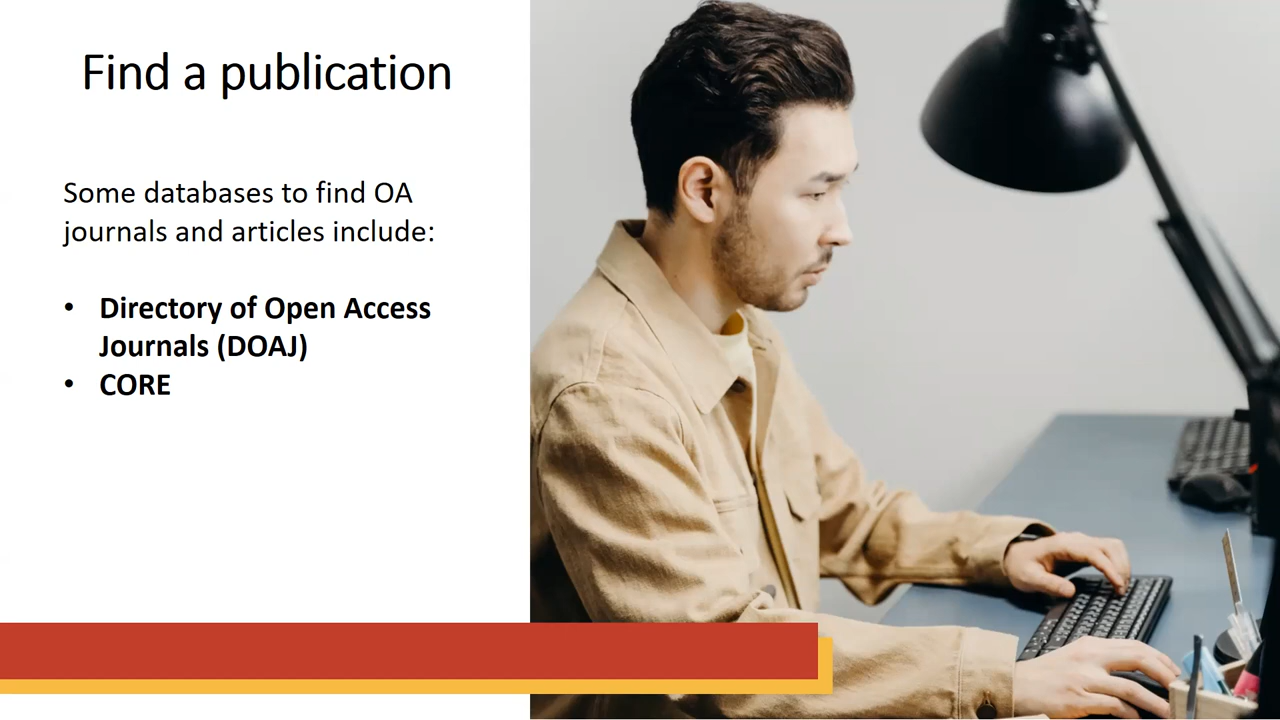 Find a publication
Some databases to find OA
journals and articles include:
• Directory of Open Access
Journals (DOAJ)
• CORE